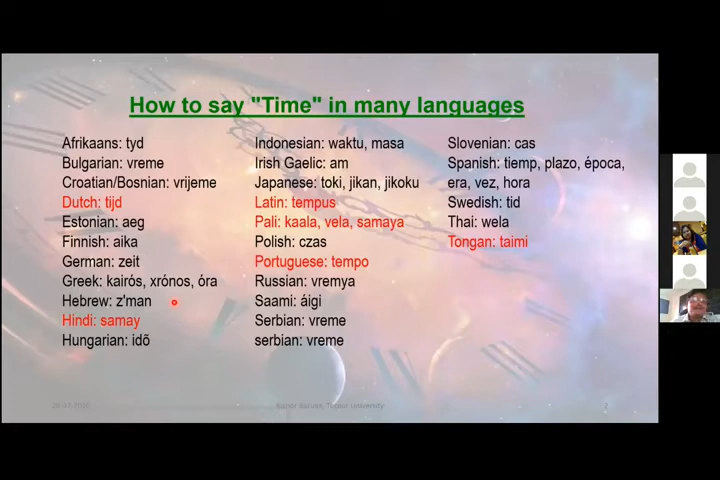 How to say "Time" in many languages
Afrikaans: tyd
Bulgarian: vreme
Croatian/Bosnian: vrijeme
Dutch: tijd
Estonian: aeg
Finnish: aika
German: zeit
Greek: kairós, xrónos, óra
Hebrew: z'man
Hindi: samay
Hungarian: idõ
Indonesian: waktu, masa
Irish Gaelic: am
Japanese: toki, jikan, jikoku
Latin: tempus
Pali: kaala, vela, samaya
Polish: czas
Portuguese: tempo
Russian: vremya
Saami: áigi
Serbian: vreme
serbian: vreme
Slovenian: cas
Spanish: tiemp, plazo, época,
era, vez, hora
Swedish: tid
Thai: wela
Tongan: taimi
University